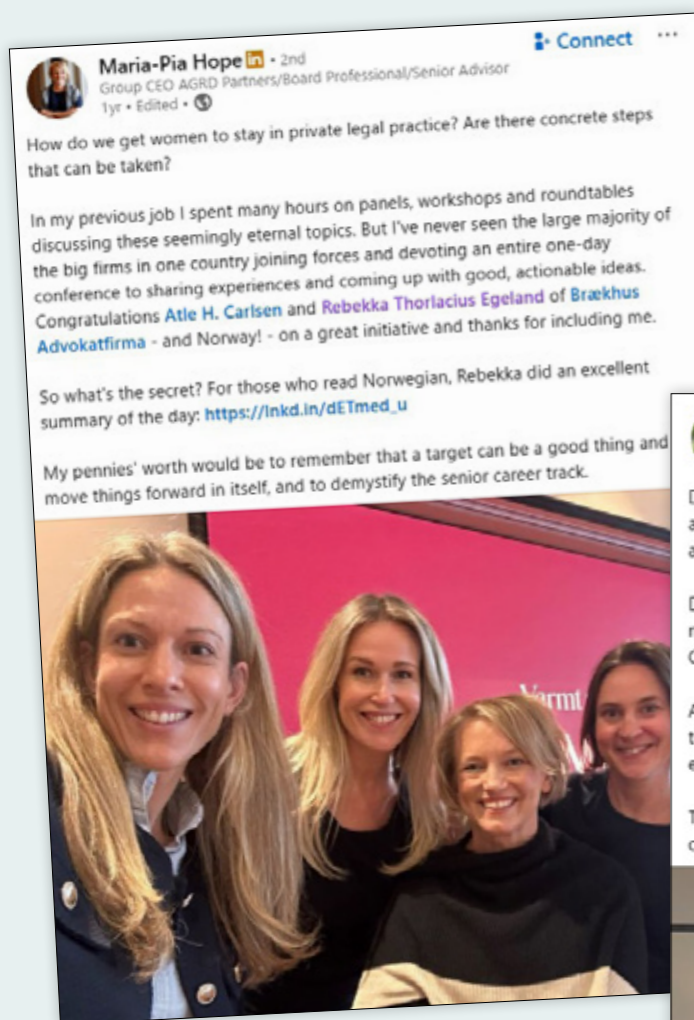 Maria-Pia Hope in • 2nd
Connect
Group CEO AGRD Partners/Board Professional/Senior Advisor
1yr • Edited •
How do we get women to stay in private legal practice? Are there concrete steps
that can be taken?
In my previous job I spent many hours on panels, workshops and roundtables
discussing these seemingly eternal topics. But I've never seen the large majority of
the big firms in one country joining forces and devoting an entire one-day
conference to sharing experiences and coming up with good, actionable ideas.
Congratulations Atle H. Carlsen and Rebekka Thorlacius Egeland of Brækhus
Advokatfirma - and Norway! - on a great initiative and thanks for including me.
So what's the secret? For those who read Norwegian, Rebekka did an excellent
summary of the day: https://lnkd.in/dETmed_u
My pennies' worth would be to remember that a target can be a good thing and
move things forward in itself, and to demystify the senior career track.
Varmt